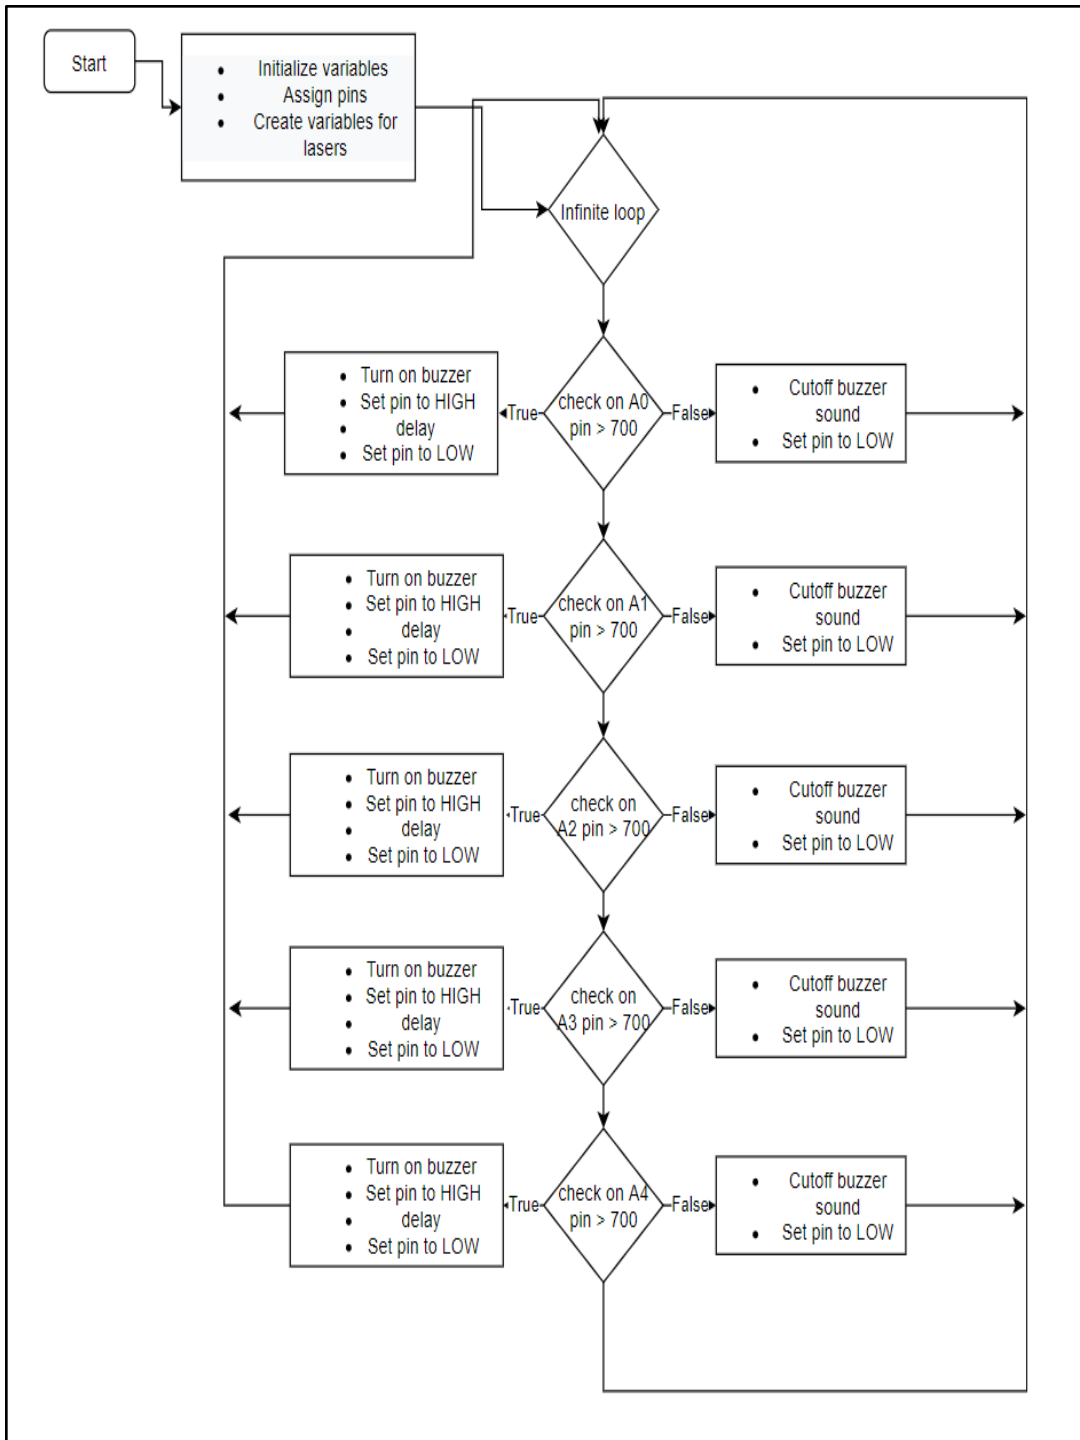 Start
• Initialize variables
• Assign pins
• Create variables for
lasers
Infinite loop
• Turn on buzzer
• Set pin to HIGH
• delay
• Set pin to LOW
True
check on A0
pin > 700
False
• Cutoff buzzer
sound
• Set pin to LOW
• Turn on buzzer
• Set pin to HIGH
• delay
• Set pin to LOW
True
check on A1
pin > 700
False
• Cutoff buzzer
sound
• Set pin to LOW
• Turn on buzzer
• Set pin to HIGH
• delay
• Set pin to LOW
True
check on
A2 pin > 700
False
• Cutoff buzzer
sound
• Set pin to LOW
• Turn on buzzer
• Set pin to HIGH
• delay
• Set pin to LOW
True
check on
A3 pin > 700
False
• Cutoff buzzer
sound
• Set pin to LOW
• Turn on buzzer
• Set pin to HIGH
• delay
• Set pin to LOW
True
check on A4
pin > 700
False
• Cutoff buzzer
sound
• Set pin to LOW